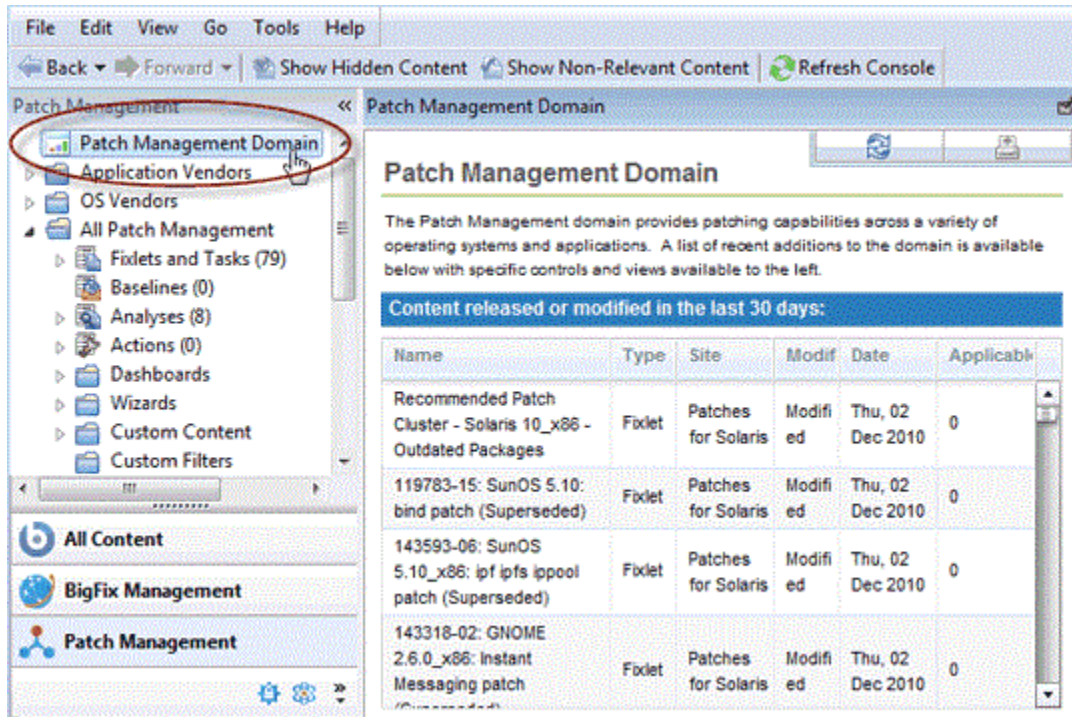 File Edit View Go Tools Help
Back Forward Show Hidden Content Show Non-Relevant Content Refresh Console
Patch Management
Patch Management Domain
Application Vendors
OS Vendors
All Patch Management
Fixlets and Tasks (79)
Baselines (0)
Analyses (8)
Actions (0)
Dashboards
Wizards
Custom Content
Custom Filters
All Content
BigFix Management
Patch Management
Patch Management Domain
Patch Management Domain
The Patch Management domain provides patching capabilities across a variety of
operating systems and applications. A list of recent additions to the domain is available
below with specific controls and views available to the left.
Content released or modified in the last 30 days:
Name Type Site Modif Date Applicabl
Recommended Patch
Cluster - Solaris 10_x86 -
Outdated Packages
Fixlet
Patches
for Solaris
Modifi
ed
Thu, 02
Dec 2010
0
119783-15: SunOS 5.10:
bind patch (Superseded)
Fixlet
Patches
for Solaris
Modifi
ed
Thu, 02
Dec 2010
0
143593-06: SunOS
5.10_x86: ipf ipfs ippool
patch (Superseded)
Fixlet
Patches
for Solaris
Modifi
ed
Thu, 02
Dec 2010
0
143318-02: GNOME
2.6.0_x86: Instant
Messaging patch
Fixlet
Patches
for Solaris
Modifi
ed
Thu, 02
Dec 2010
0